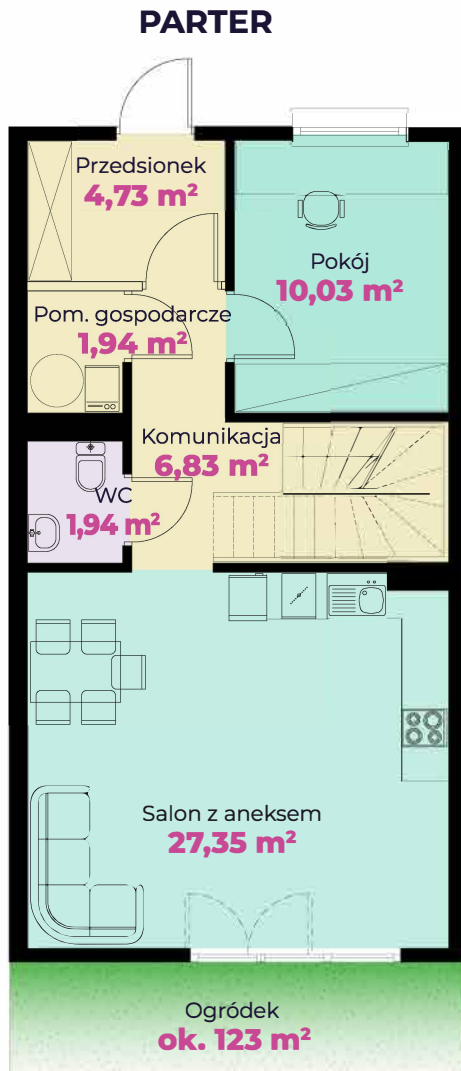 PARTER
Przedsionek
4,73 m²
Pokój
10,03 m²
Pom. gospodarcze
1,94 m²
Komunikacja
6,83 m²
WC
1,94 m²
Salon z aneksem
27,35 m²
Ogródek
ok. 123 m²